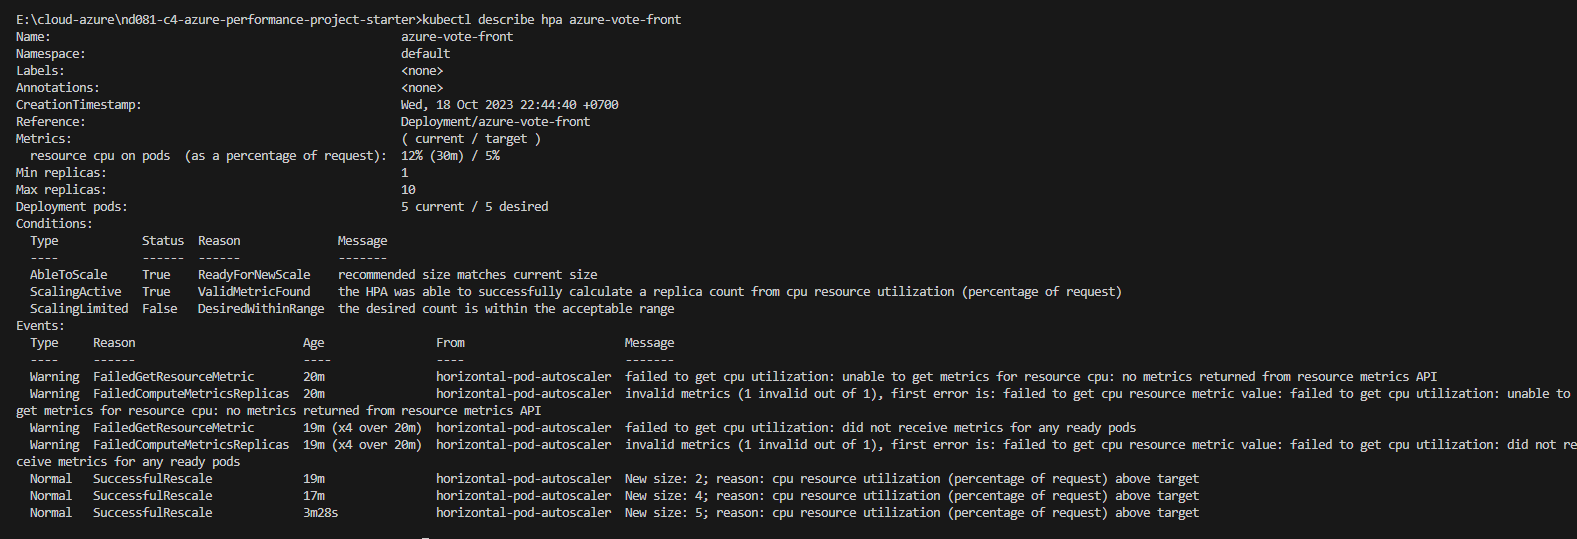 E:\cloud-azure\nd081-c4-azure-performance-project-starter>kubectl describe hpa azure-vote-front
Name: azure-vote-front
Namespace: default
Labels: <none>
Annotations: <none>
CreationTimestamp: Wed, 18 Oct 2023 22:44:40 +0700
Reference: Deployment/azure-vote-front
Metrics: ( current / target )
resource cpu on pods (as a percentage of request): 12% (30m) / 5%
Min replicas: 1
Max replicas: 10
Deployment pods: 5 current / 5 desired
Conditions:
Type Status Reason Message
---- ------ ------ -------
AbleToScale True ReadyForNewScale recommended size matches current size
ScalingActive True ValidMetricFound the HPA was able to successfully calculate a replica count from cpu resource utilization (percentage of request)
ScalingLimited False DesiredWithinRange the desired count is within the acceptable range
Events:
Type Reason Age From Message
---- ------ ---- ---- -------
Warning FailedGetResourceMetric 20m horizontal-pod-autoscaler failed to get cpu utilization: unable to get metrics for resource cpu: no metrics returned from resource metrics API
Warning FailedComputeMetricsReplicas 20m horizontal-pod-autoscaler invalid metrics (1 invalid out of 1), first error is: failed to get cpu resource metric value: failed to get cpu utilization: unable to
get metrics for resource cpu: no metrics returned from resource metrics API
Warning FailedGetResourceMetric 19m (x4 over 20m) horizontal-pod-autoscaler failed to get cpu utilization: did not receive metrics for any ready pods
Warning FailedComputeMetricsReplicas 19m (x4 over 20m) horizontal-pod-autoscaler invalid metrics (1 invalid out of 1), first error is: failed to get cpu resource metric value: failed to get cpu utilization: did not re
ceive metrics for any ready pods
Normal SuccessfulRescale 19m horizontal-pod-autoscaler New size: 2; reason: cpu resource utilization (percentage of request) above target
Normal SuccessfulRescale 17m horizontal-pod-autoscaler New size: 4; reason: cpu resource utilization (percentage of request) above target
Normal SuccessfulRescale 3m28s horizontal-pod-autoscaler New size: 5; reason: cpu resource utilization (percentage of request) above target